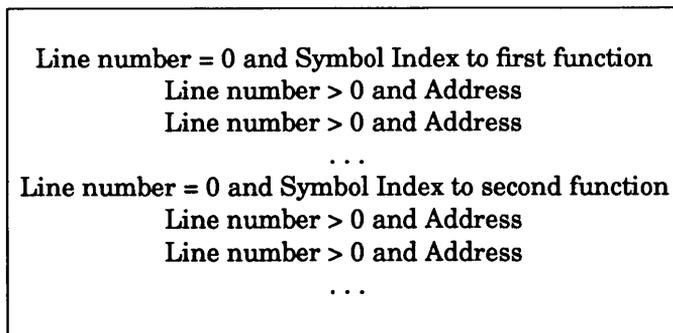 Line number = 0 and Symbol Index to first function
Line number > 0 and Address
Line number > 0 and Address
. . .
Line number = 0 and Symbol Index to second function
Line number > 0 and Address
Line number > 0 and Address
. . .